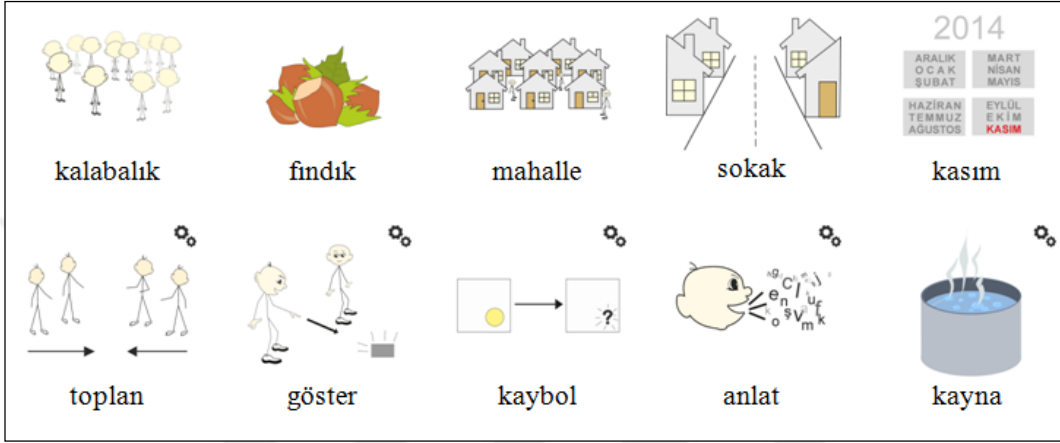 2014
ARALIK
OCAK
ŞUBAT
MART
NİSAN
MAYIS
HAZİRAN
TEMMUZ
AĞUSTOS
EYLÜL
EKİM
KASIM
kalabalık
fındık
mahalle
sokak
kasım
?
toplan
göster
kaybol
anlat
kayna